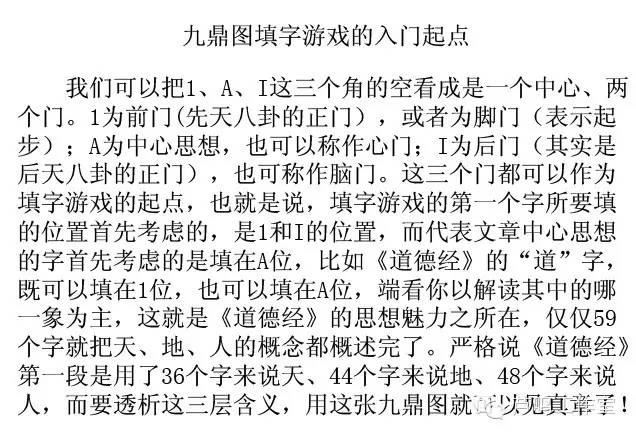 九鼎图填字游戏的入门起点
我们可以把1、A、I这三个角的空看成是一个中心、两
个门。1为前门(先天八卦的正门），或者为脚门（表示起
步）；A为中心思想，也可以称作心门；I为后门（其实是
后天八卦的正门），也可称作脑门。这三个门都可以作为
填字游戏的起点，也就是说，填字游戏的第一个字所要填
的位置首先考虑的，是1和I的位置，而代表文章中心思想
的字首先考虑的是填在A位，比如《道德经》的“道”字，
既可以填在1位，也可以填在A位，端看你以解读其中的哪
一象为主，这就是《道德经》的思想魅力之所在，仅仅59
个字就把天、地、人的概念都概述完了。严格说《道德经》
第一段是用了36个字来说天、44个字来说地、48个字来说
人，而要透析这三层含义，用这张九鼎图就可以见真章了！